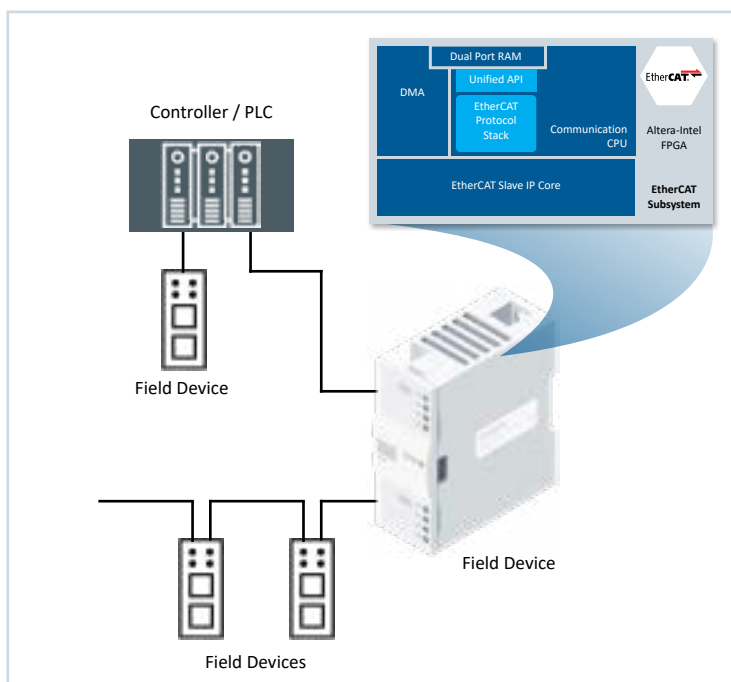 Dual Port RAM
Unified API
DMA
EtherCAT
Protocol
Stack
Communication
CPU
EtherCAT Slave IP Core
EtherCAT
Altera-Intel
FPGA
EtherCAT
Subsystem
Controller / PLC
Field Device
Field Device
Field Devices